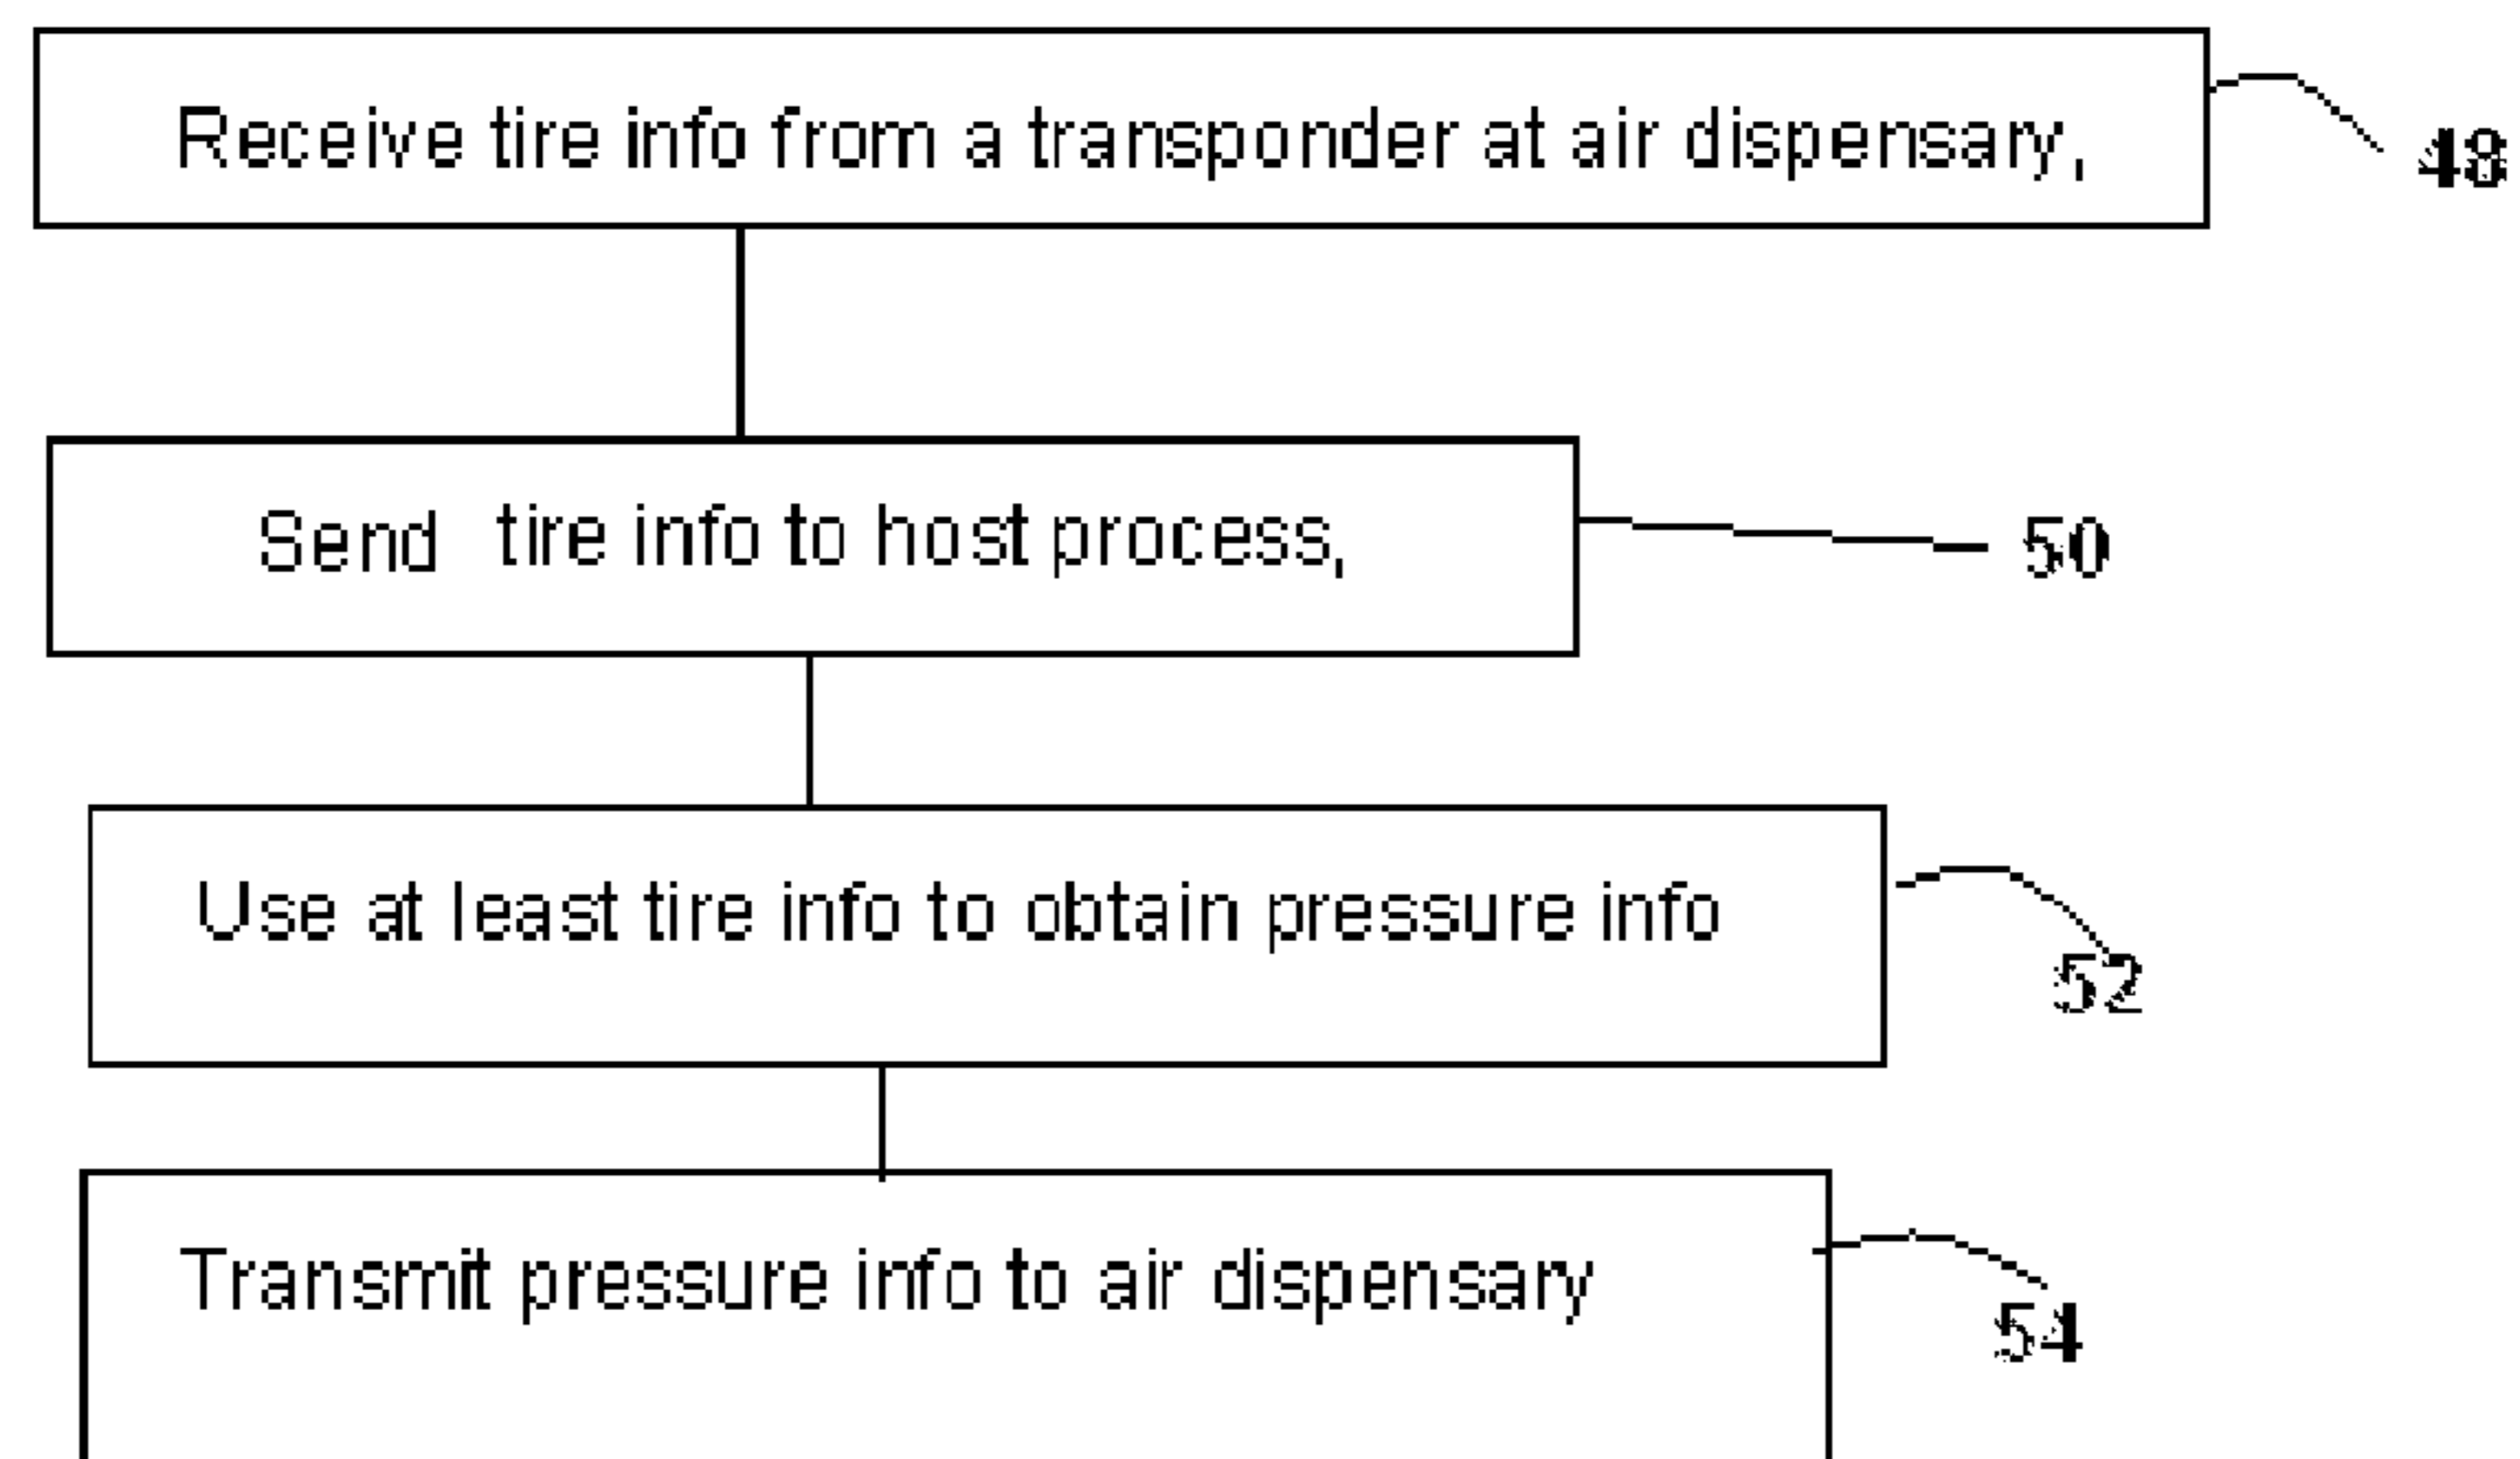 Receive tire info from a transponder at air dispensary,
48
Send tire info to host process,
50
Use at least tire info to obtain pressure info
52
Transmit pressure info to air dispensary
54